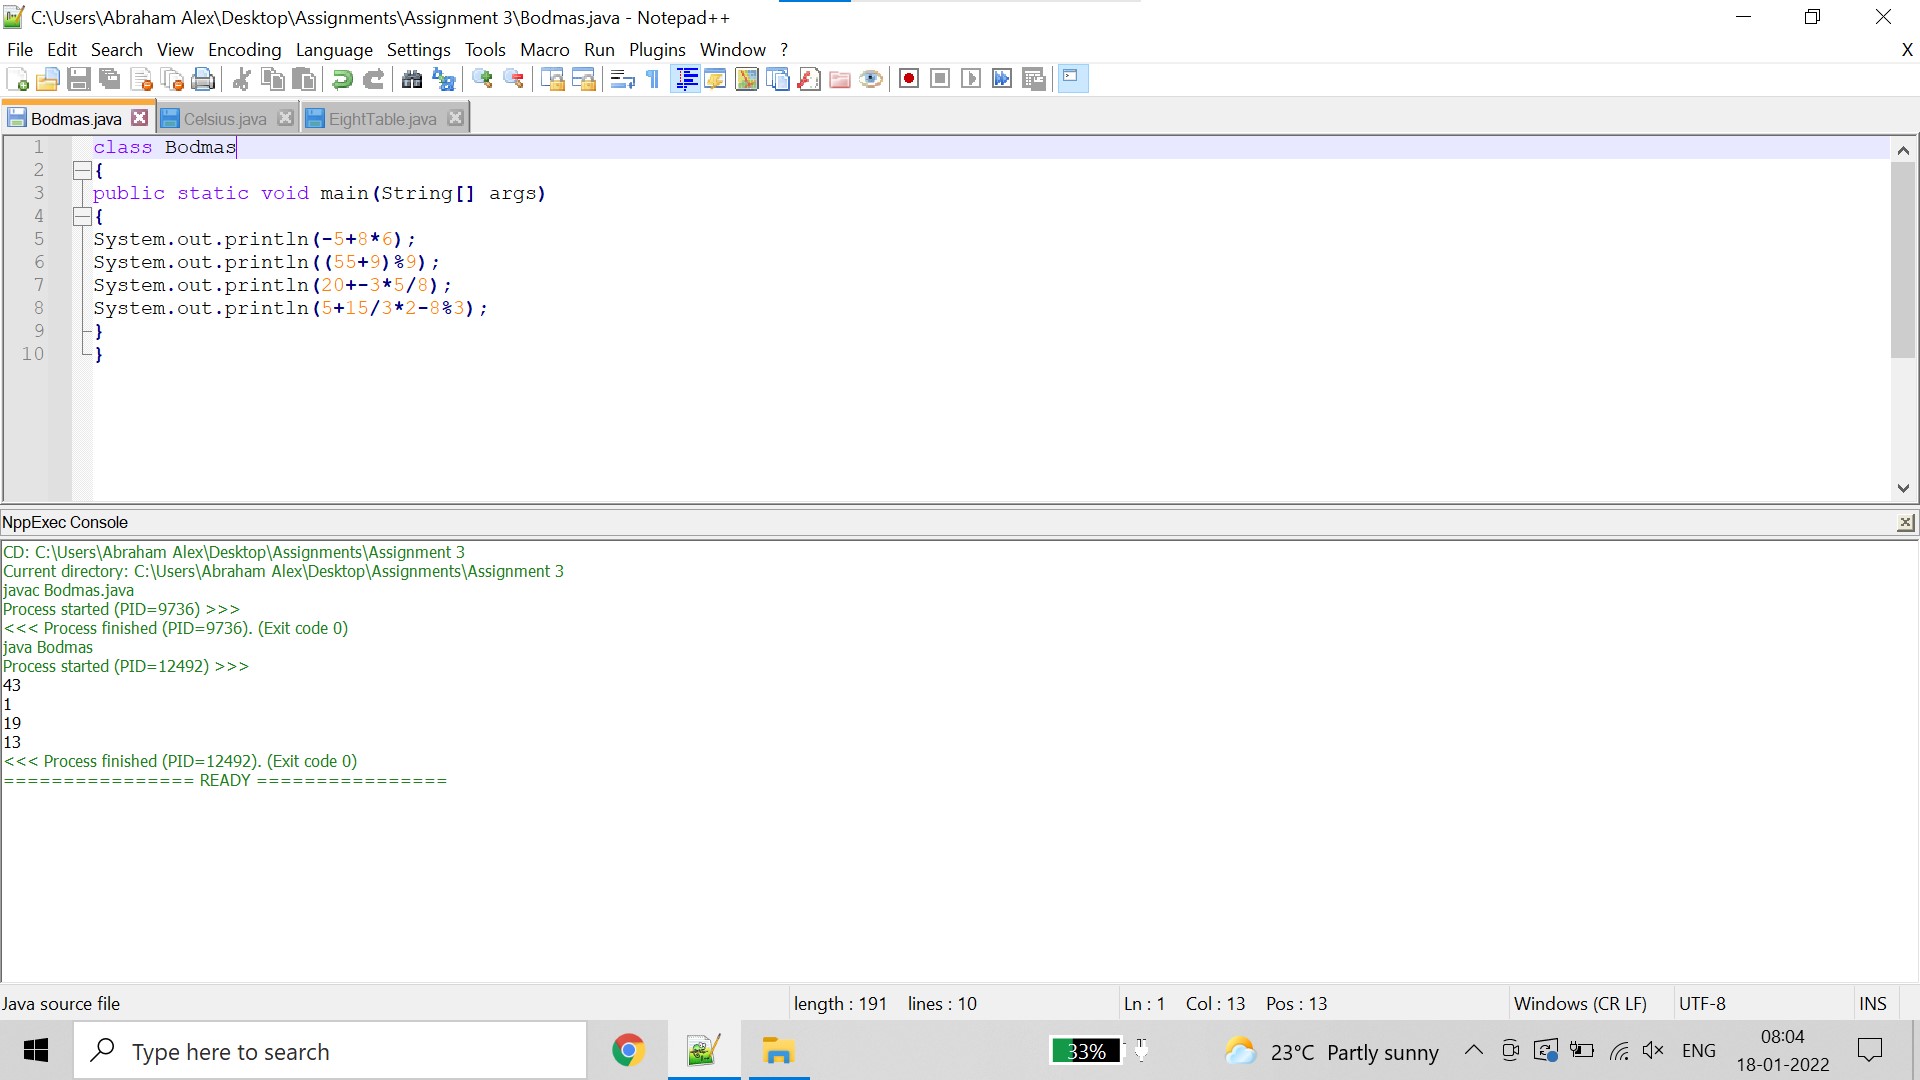 C:\Users\Abraham Alex\Desktop\Assignments\Assignment 3\Bodmas.java - Notepad++
File Edit Search View Encoding Language Settings Tools Macro Run Plugins Window ? X
Bodmas.java Celsius.java EightTable.java
1 class Bodmas
2 {
3 public static void main(String[] args)
4 {
5 System.out.println(-5+8*6);
6 System.out.println((55+9)%9);
7 System.out.println(20+-3*5/8);
8 System.out.println(5+15/3*2-8%3);
9 }
10 }
NppExec Console
CD: C:\Users\Abraham Alex\Desktop\Assignments\Assignment 3
Current directory: C:\Users\Abraham Alex\Desktop\Assignments\Assignment 3
javac Bodmas.java
Process started (PID=9736) >>>
<<< Process finished (PID=9736). (Exit code 0)
java Bodmas
Process started (PID=12492) >>>
43
1
19
13
<<< Process finished (PID=12492). (Exit code 0)
================ READY ================
Java source file length : 191 lines : 10 Ln : 1 Col : 13 Pos : 13 Windows (CR LF) UTF-8 INS
Type here to search 33% 23°C Partly sunny ENG 08:04
18-01-2022